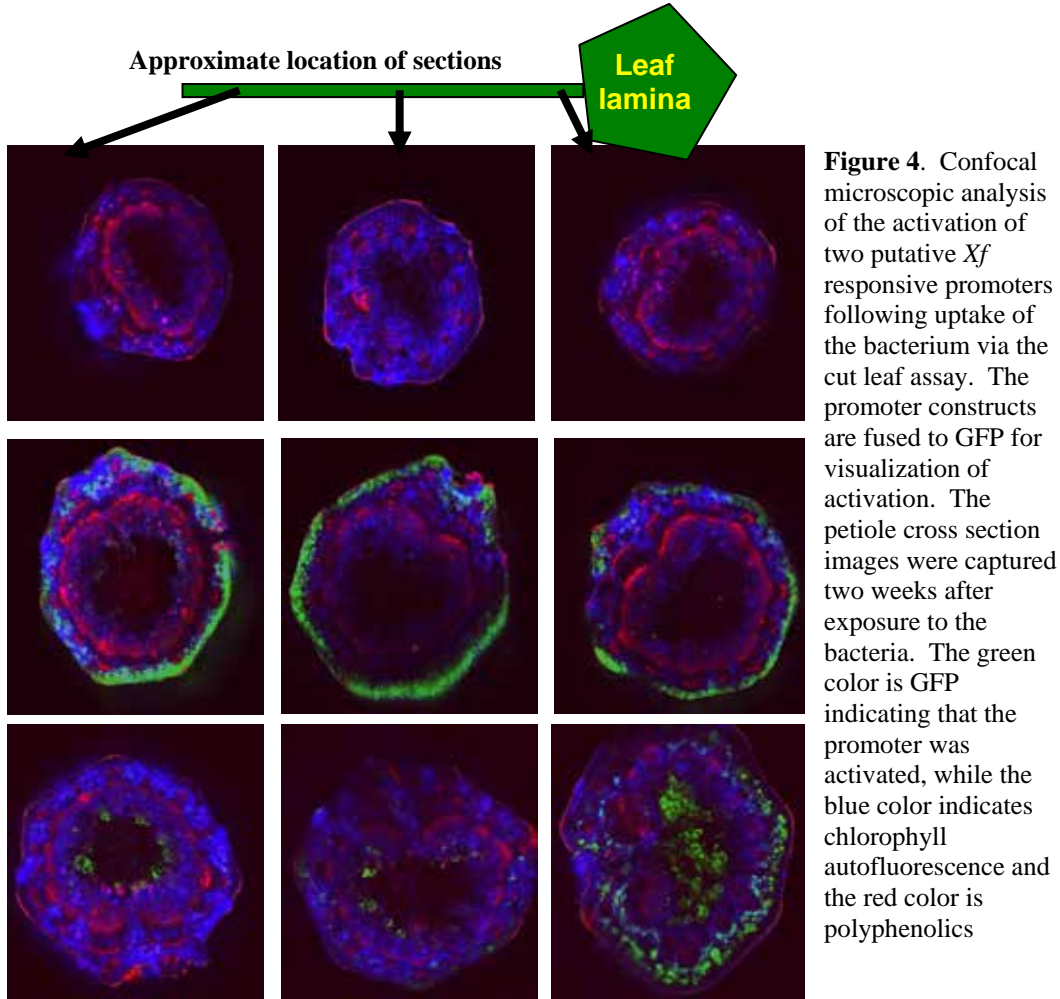 Approximate location of sections
Leaf
lamina
Figure 4. Confocal
microscopic analysis
of the activation of
two putative Xf
responsive promoters
following uptake of
the bacterium via the
cut leaf assay. The
promoter constructs
are fused to GFP for
visualization of
activation. The
petiole cross section
images were captured
two weeks after
exposure to the
bacteria. The green
color is GFP
indicating that the
promoter was
activated, while the
blue color indicates
chlorophyll
autofluorescence and
the red color is
polyphenolics